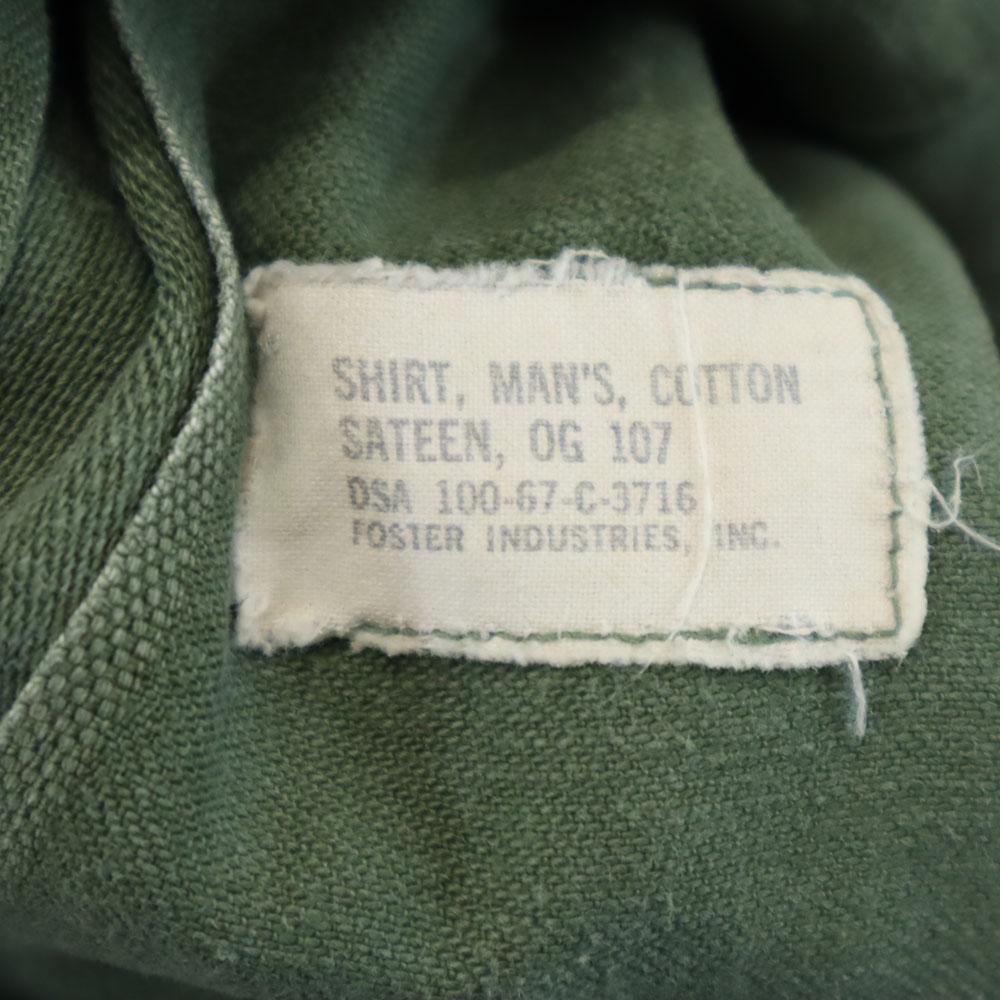 SHIRT, MAN'S, COTTON
SATEEN, OG 107
DSA 100-67-C-3716
FOSTER INDUSTRIES, INC.